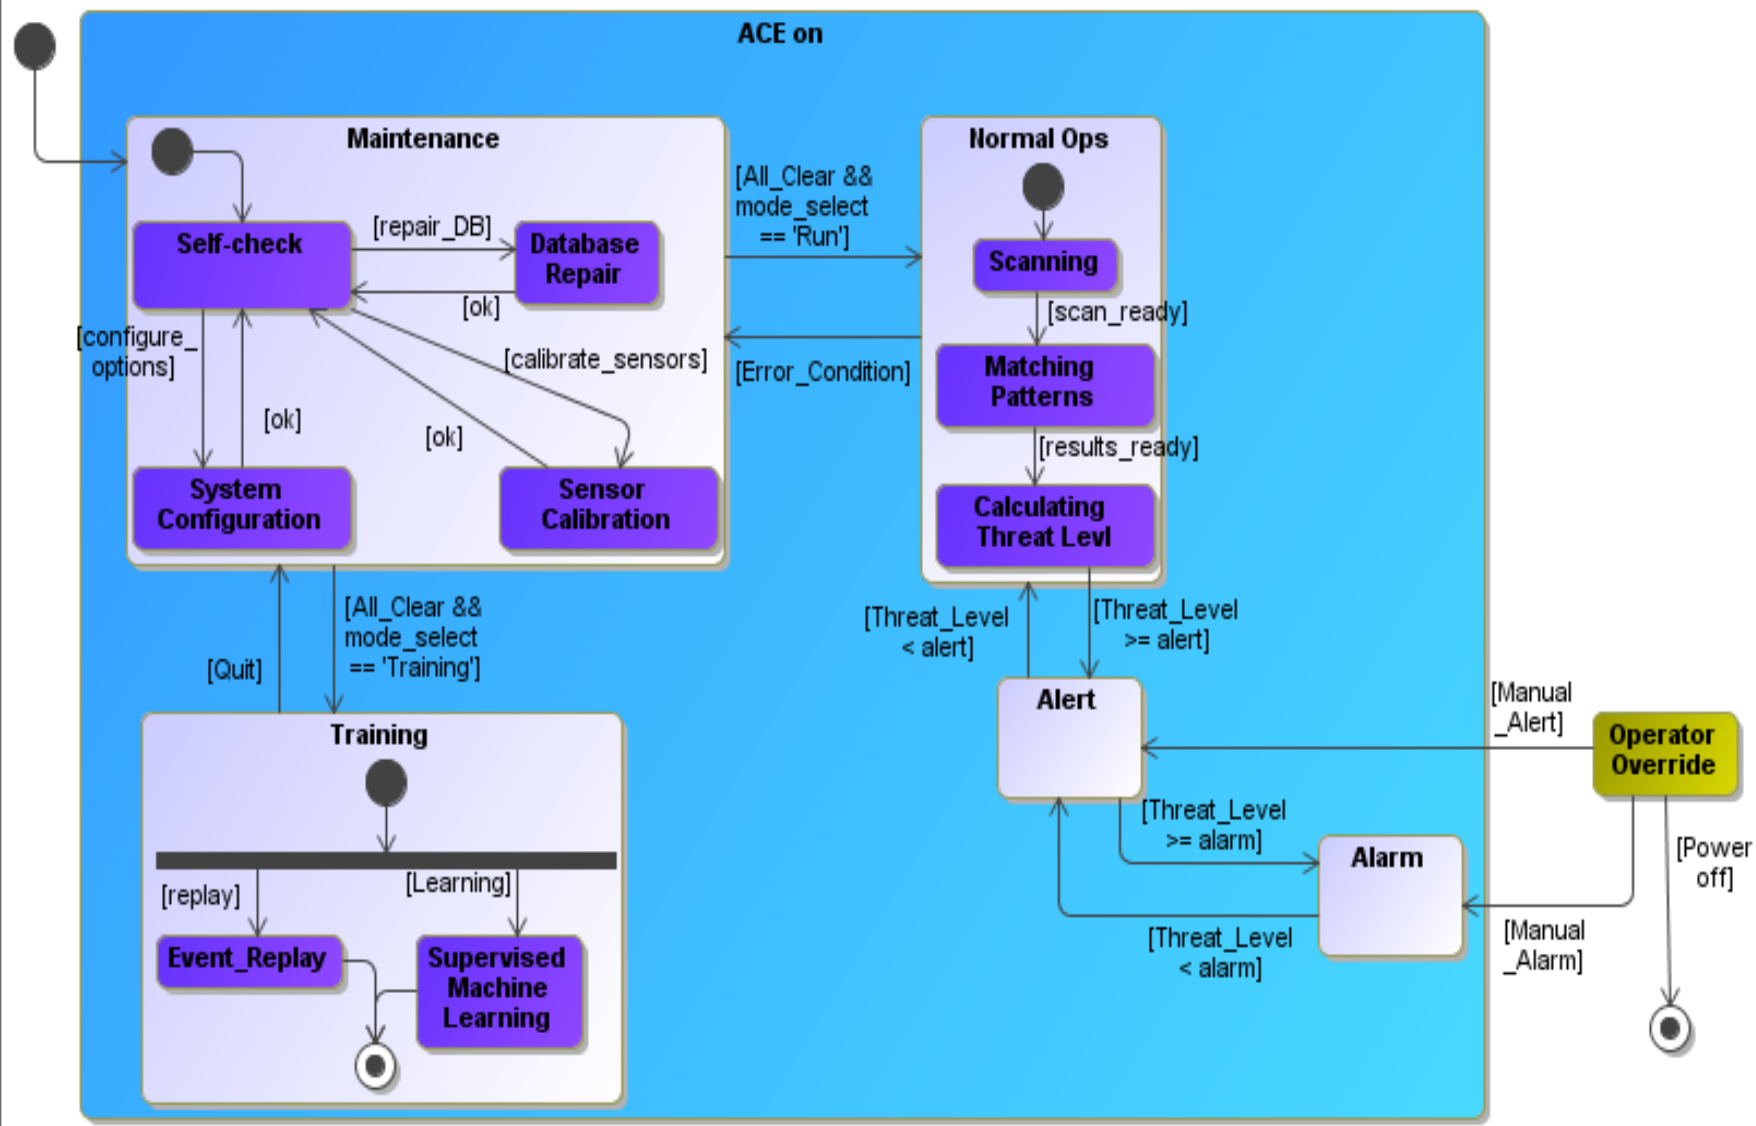 ACE on
Maintenance
Self-check
[repair_DB]
Database
Repair
[ok]
[configure_
options]
[calibrate_sensors]
[ok]
[ok]
System
Configuration
Sensor
Calibration
[All_Clear &&
mode_select
== 'Run']
[Error_Condition]
Normal Ops
Scanning
[scan_ready]
Matching
Patterns
[results_ready]
Calculating
Threat Levl
[Threat_Level
< alert]
[Threat_Level
>= alert]
[Quit]
[All_Clear &&
mode_select
== 'Training']
Training
[replay]
[Learning]
Event_Replay
Supervised
Machine
Learning
Alert
[Threat_Level
>= alarm]
Alarm
[Threat_Level
< alarm]
[Manual
_Alert]
Operator
Override
[Manual
_Alarm]
[Power
off]